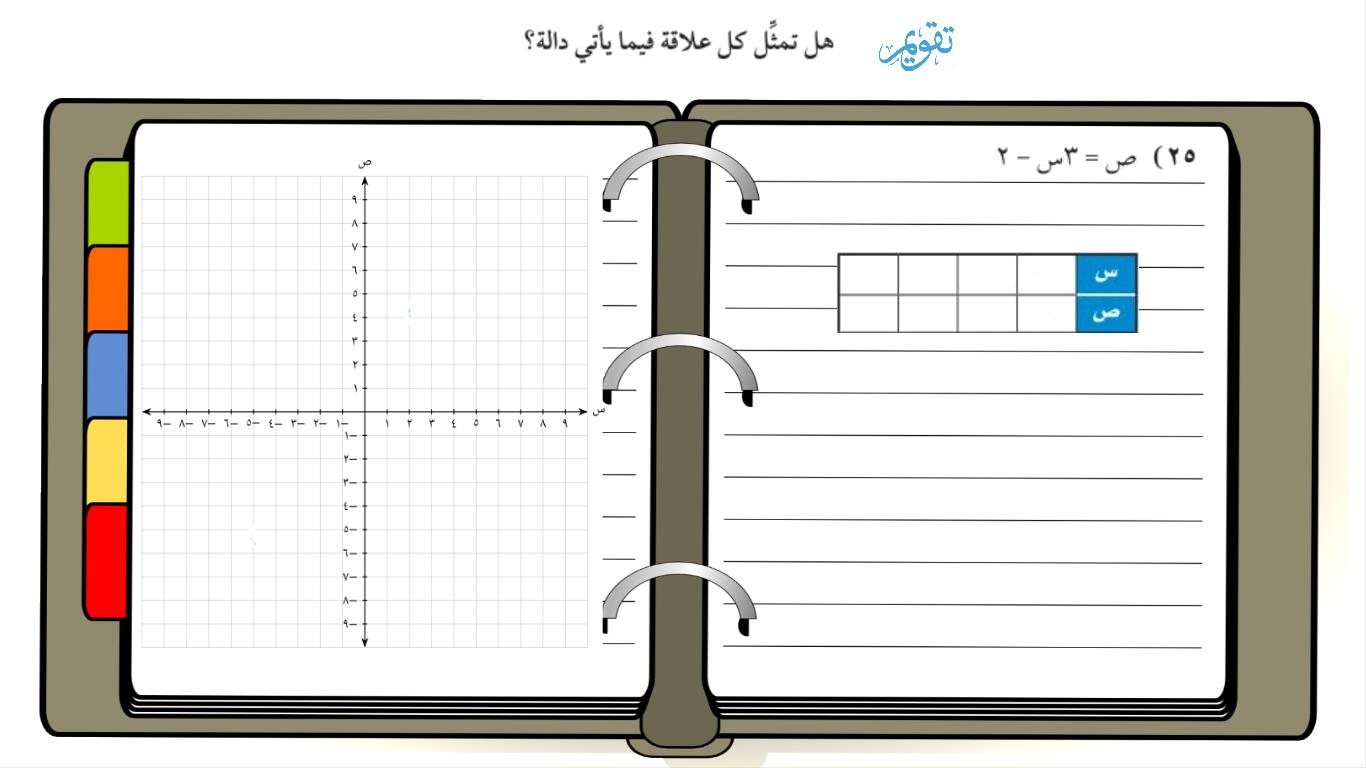 تقويم
هل تمثِّل كل علاقة فيما يأتي دالة؟
٢٥) ص = ٣س – ٢
س
ص
ص
٩
٨
٧
٦
٥
٤
٣
٢
١
س
–٩ –٨ –٧ –٦ –٥ –٤ –٣ –٢ –١ ١ ٢ ٣ ٤ ٥ ٦ ٧ ٨ ٩
–١
–٢
–٣
–٤
–٥
–٦
–٧
–٨
–٩